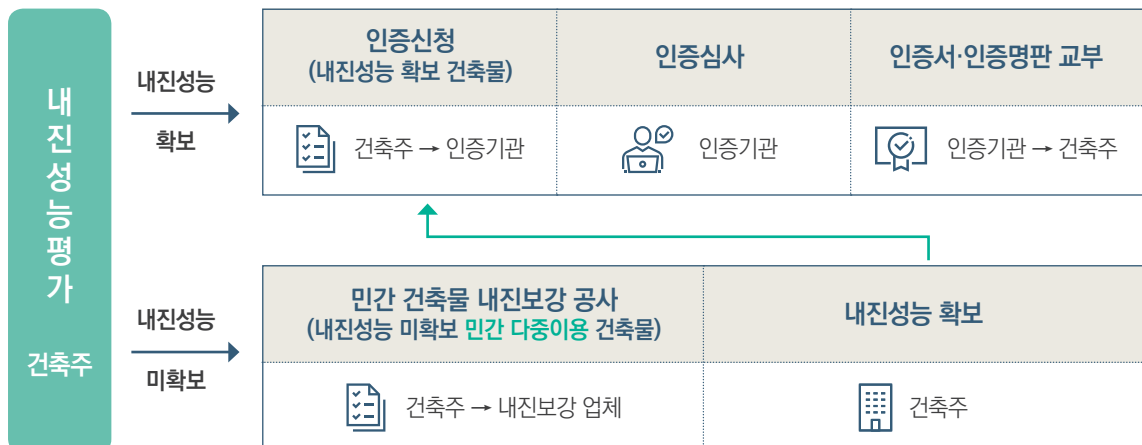 내진성능평가
건축주
내진성능
확보
인증신청
(내진성능 확보 건축물)
인증심사
인증서·인증명판 교부
건축주 → 인증기관
인증기관
인증기관 → 건축주
내진성능
미확보
민간 건축물 내진보강 공사
(내진성능 미확보 민간 다중이용 건축물)
내진성능 확보
건축주 → 내진보강 업체
건축주